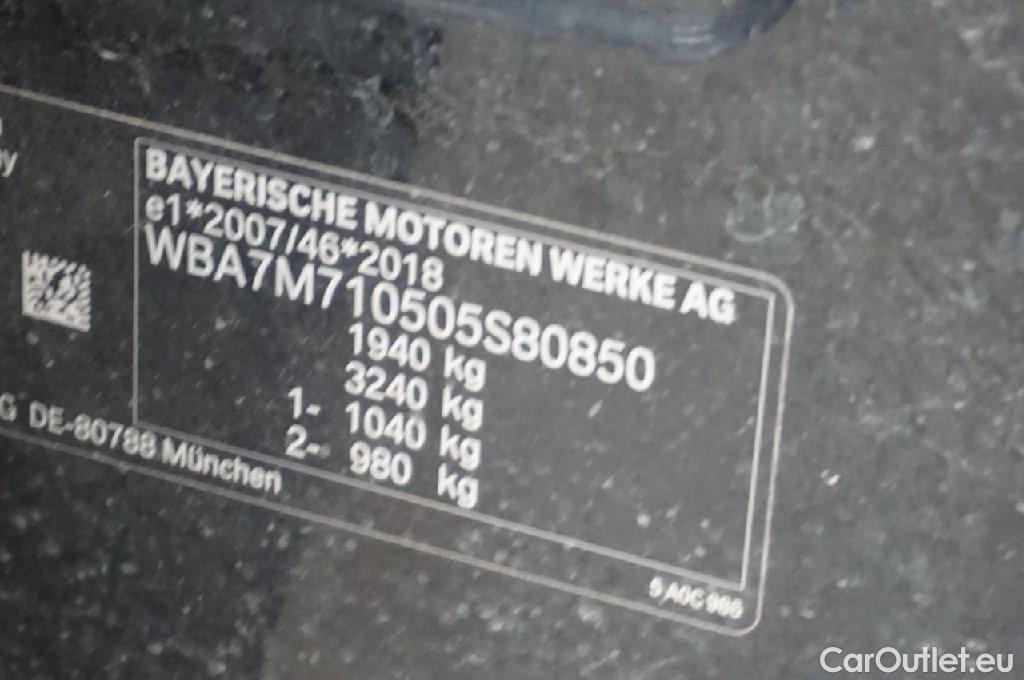 BAYERISCHE MOTOREN WERKE AG
e1*2007/46*2018
WBA7M710505S80850
1940 kg
3240 kg
1- 1040 kg
2- 980 kg
G DE-80788 München
CarOutlet.eu